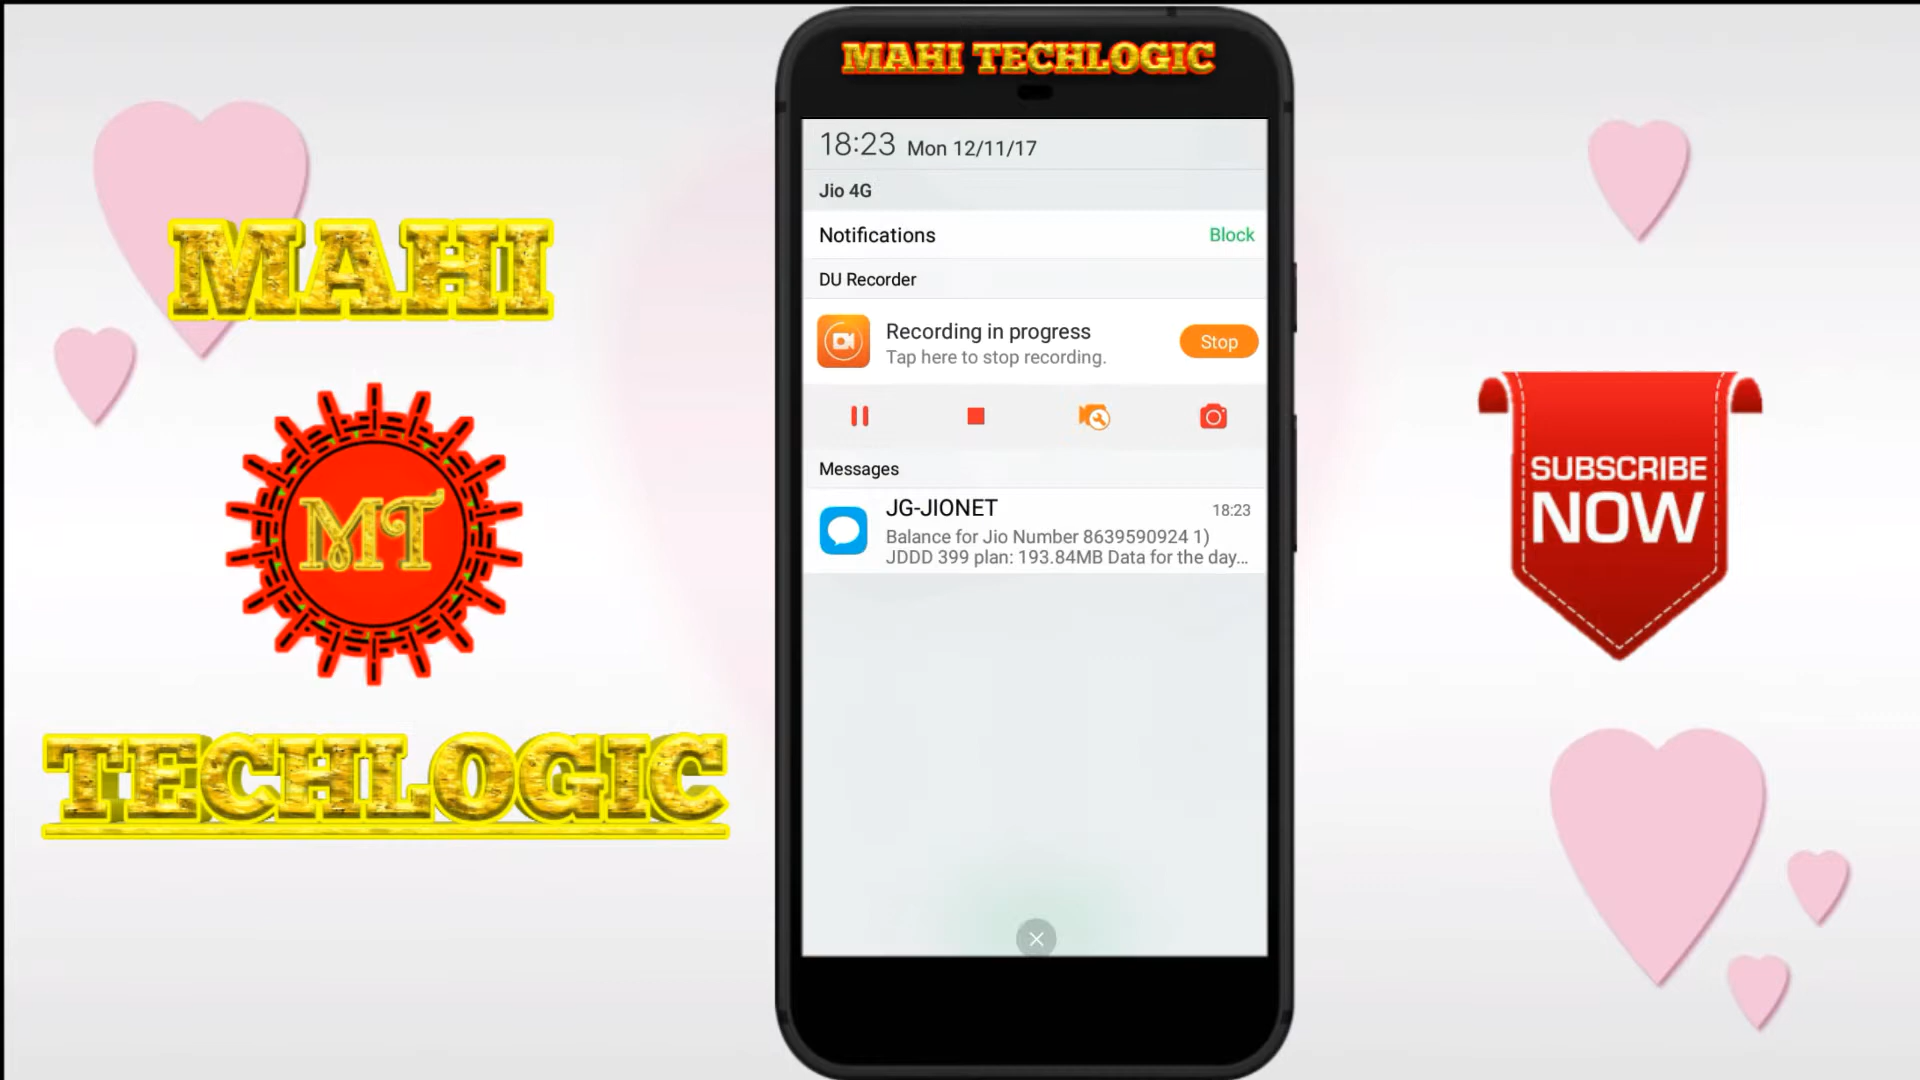 MAHI TECHLOGIC
18:23 Mon 12/11/17
Jio 4G
Notifications Block
DU Recorder
Recording in progress
Tap here to stop recording.
Stop
Messages
JG-JIONET 18:23
Balance for Jio Number 8639590924 1)
JDDD 399 plan: 193.84MB Data for the day...
MAHI
MT
TECHLOGIC
SUBSCRIBE
NOW